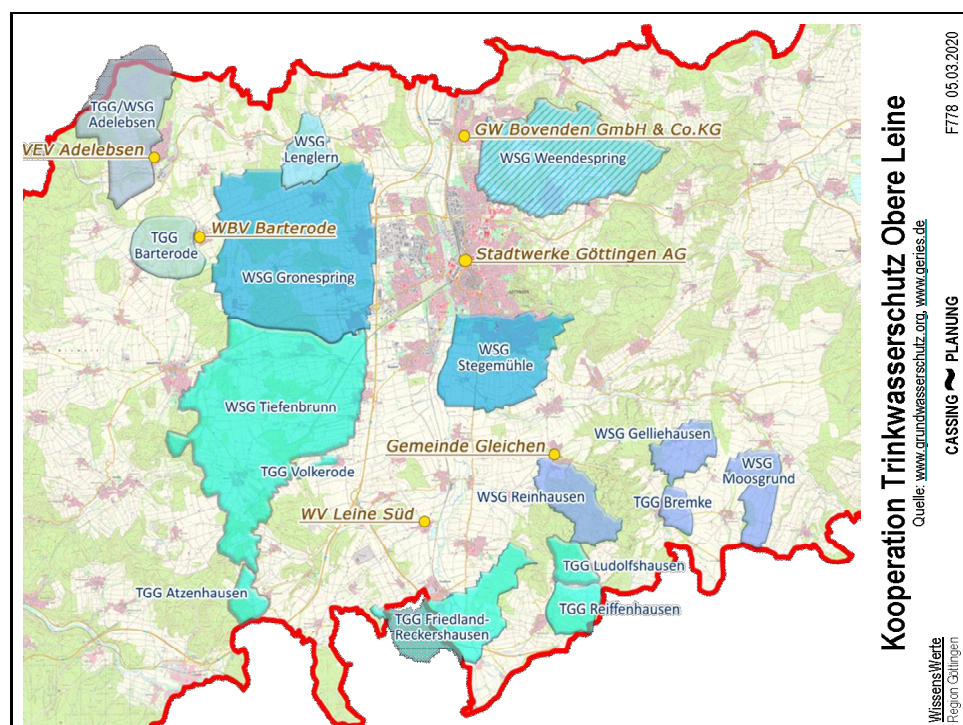 TGG/WSG
Adelebsen
VEV Adelebsen
WSG
Lenglern
GW Bovenden GmbH & Co.KG
WSG Weendespring
TGG
Barterode
WBV Barterode
WSG Gronespring
Stadtwerke Göttingen AG
WSG
Stegemühle
WSG Tiefenbrunn
TGG Volkerode
Gemeinde Gleichen
WSG Gelliehausen
WSG
Moosgrund
WSG Reinhausen
TGG Bremke
WV Leine Süd
TGG Ludolfshausen
TGG Atzenhausen
TGG Reiffenhausen
TGG Friedland-
Reckershausen
Kooperation Trinkwasserschutz Obere Leine
Quelle: www.grundwasserschutz.org, www.geries.de
CASSING ~ PLANUNG
F778 05.03.2020
WissensWerte
Region Göttingen